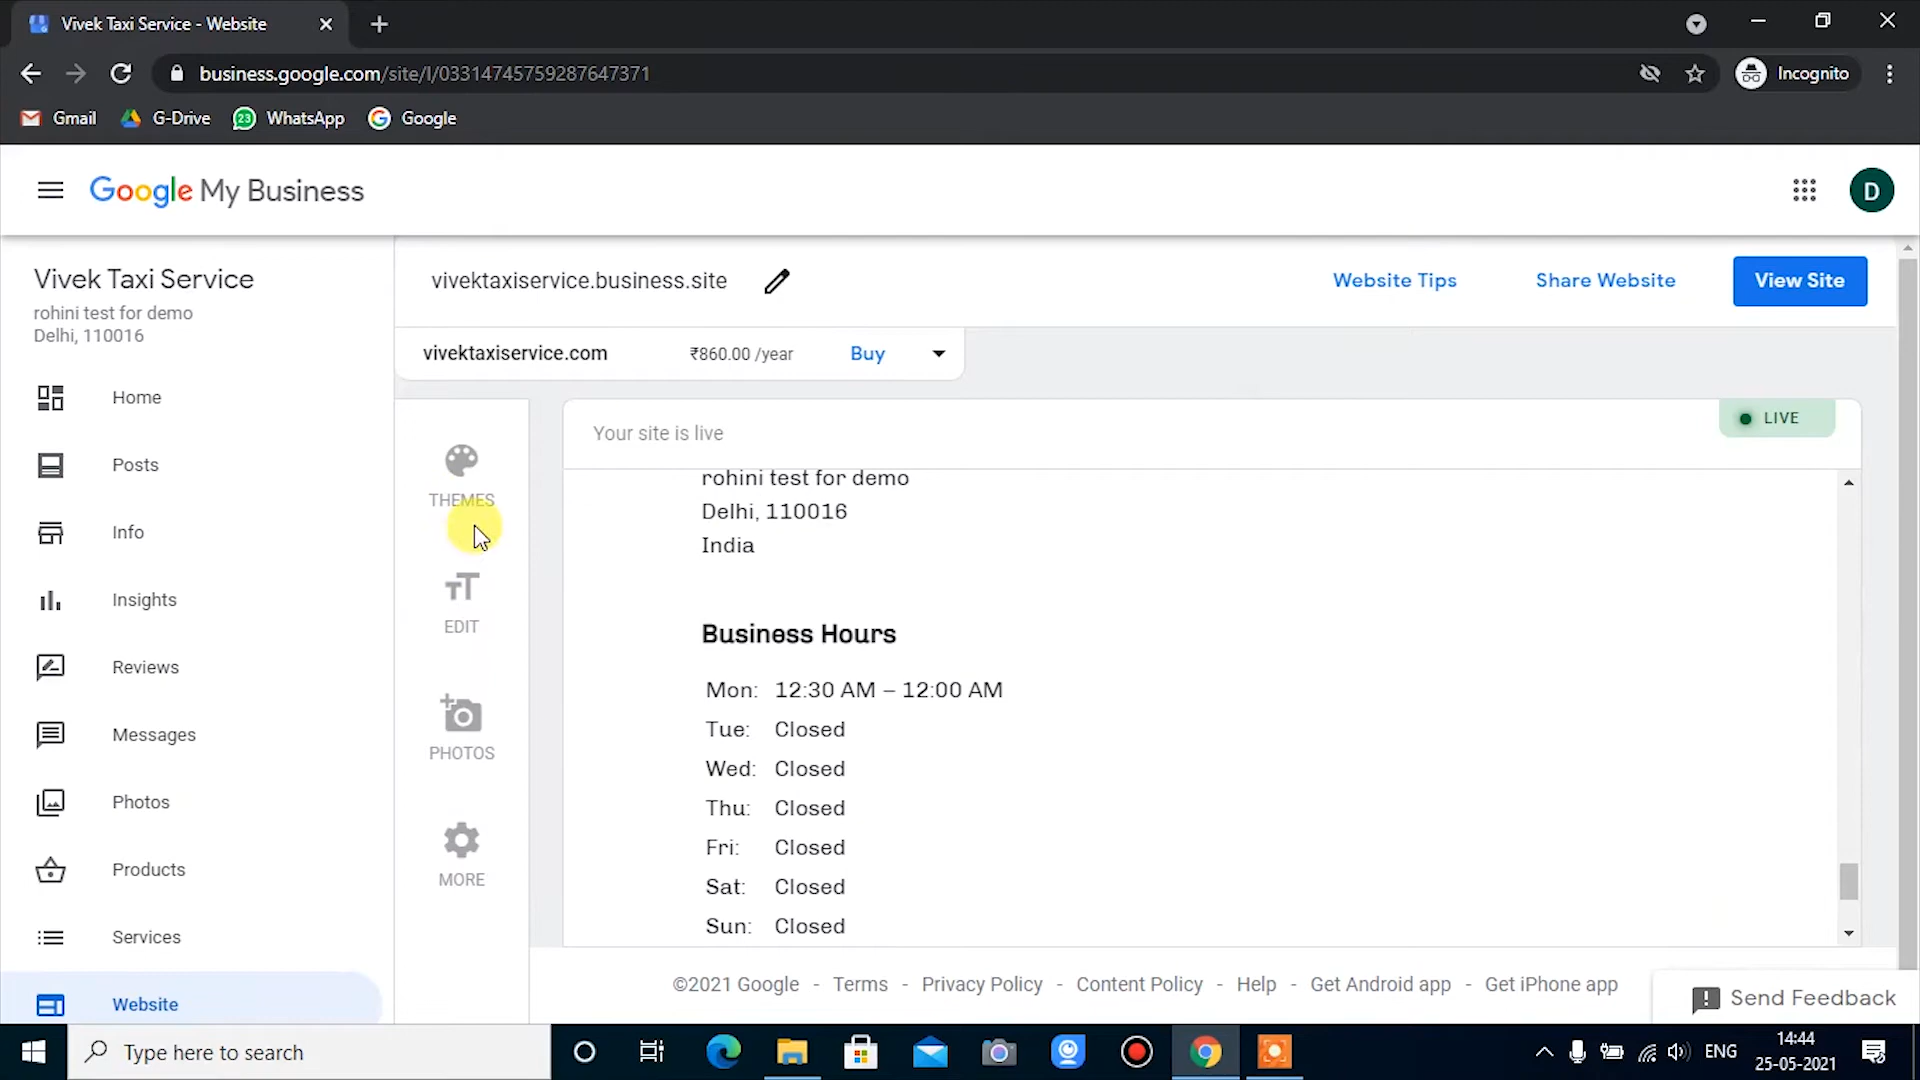 Vivek Taxi Service - Website
business.google.com/site/l/03314745759287647371
Incognito
Gmail
G-Drive
23
WhatsApp
Google
Google My Business
D
Vivek Taxi Service
rohini test for demo
Delhi, 110016
Home
Posts
Info
Insights
Reviews
Messages
Photos
Products
Services
Website
vivektaxiservice.business.site
Website Tips
Share Website
View Site
vivektaxiservice.com
₹860.00 /year
Buy
THEMES
EDIT
PHOTOS
MORE
Your site is live
LIVE
rohini test for demo
Delhi, 110016
India
Business Hours
Mon: 12:30 AM – 12:00 AM
Tue: Closed
Wed: Closed
Thu: Closed
Fri: Closed
Sat: Closed
Sun: Closed
©2021 Google - Terms - Privacy Policy - Content Policy - Help - Get Android app - Get iPhone app
Send Feedback
Type here to search
ENG
14:44
25-05-2021